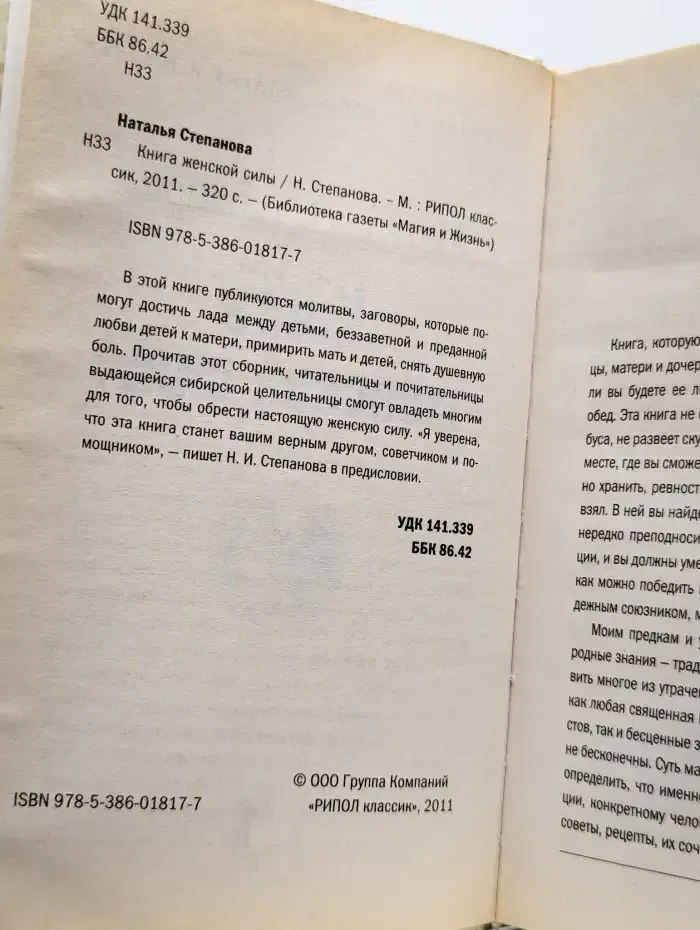 УДК 141.339
ББК 86.42
Н33
Наталья Степанова
Н33 Книга женской силы / Н. Степанова. – М. : РИПОЛ клас-
сик, 2011. – 320 с. – (Библиотека газеты «Магия и Жизнь»)
ISBN 978-5-386-01817-7
В этой книге публикуются молитвы, заговоры, которые по-
могут достичь лада между детьми, беззаветной и преданной
любви детей к матери, примирить мать и детей, снять душевную
боль. Прочитав этот сборник, читательницы и почитательницы
выдающейся сибирской целительницы смогут овладеть многим
для того, чтобы обрести настоящую женскую силу. «Я уверена,
что эта книга станет вашим верным другом, советчиком и по-
мощником», — пишет Н. И. Степанова в предисловии.
УДК 141.339
ББК 86.42
© ООО Группа Компаний
«РИПОЛ классик», 2011
ISBN 978-5-386-01817-7
Книга, которую
цы, матери и дочер
ли вы будете ее л
обед. Эта книга не
буса, не развеет ску
месте, где вы сможе
но хранить, ревност
взял. В ней вы найде
нередко преподноси
ции, и вы должны уме
как можно победить
дежным союзником, м
Моим предкам и у
родные знания — трад
вить многое из утраче
как любая священная
стов, так и бесценные з
не бесконечны. Суть ма
определить, что именн
ции, конкретному чело
советы, рецепты, их соч